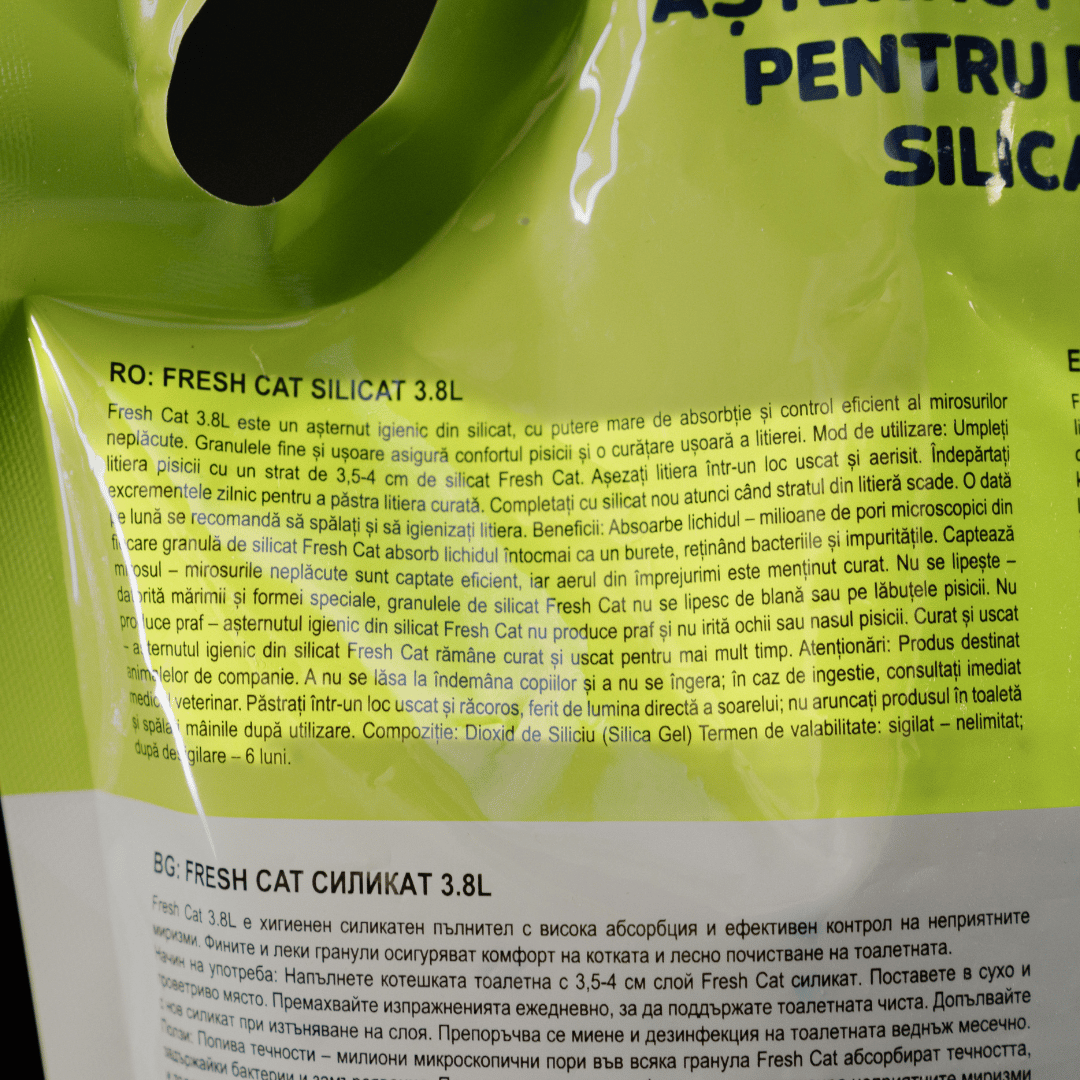 PENTRU
RO: FRESH CAT SILICAT 3.8L
Fresh Cat 3.8L este un așternut igienic din silicat, cu putere mare de absorbție și control eficient al mirosurilor
neplăcute. Granulele fine și ușoare asigură confortul pisicii și o curățare ușoară a litierei. Mod de utilizare: Umpleți
litiera pisicii cu un strat de 3,5-4 cm de silicat Fresh Cat. Așezați litiera într-un loc uscat și aerisit. Îndepărtați
excrementele zilnic pentru a păstra litiera curată. Completați cu silicat nou atunci când stratul din litieră scade. O dată
pe lună se recomandă să spălați și să igienizați litiera. Beneficii: Absoarbe lichidul – milioane de pori microscopici din
fiecare granulă de silicat Fresh Cat absorb lichidul întocmai ca un burete, reținând bacteriile și impuritățile. Captează
mirosul – mirosurile neplăcute sunt captate eficient, iar aerul din împrejurimi este menținut curat. Nu se lipește –
datorită mărimii și formei speciale, granulele de silicat Fresh Cat nu se lipesc de blană sau pe lăbuțele pisicii. Nu
produce praf – așternutul igienic din silicat Fresh Cat nu produce praf și nu irită ochii sau nasul pisicii. Curat și uscat
– așternutul igienic din silicat Fresh Cat rămâne curat și uscat pentru mai mult timp. Atenționări: Produs destinat
animalelor de companie. A nu se lăsa la îndemâna copiilor și a nu se îngera; în caz de ingestie, consultați imediat
medicul veterinar. Păstrați într-un loc uscat și răcoros, ferit de lumina directă a soarelui; nu aruncați produsul în toaletă
și spălați mâinile după utilizare. Compoziție: Dioxid de Siliciu (Silica Gel) Termen de valabilitate: sigilat – nelimitat;
după desigilare – 6 luni.
BG: FRESH CAT СИЛИКАТ 3.8L
Fresh Cat 3.8L е хигиенен силикатен пълнител с висока абсорбция и ефективен контрол на неприятните
миризми. Фините и леки гранули осигуряват комфорт на котката и лесно почистване на тоалетната.
Начин на употреба: Напълнете котешката тоалетна с 3,5-4 см слой Fresh Cat силикат. Поставете в сухо и
проветриво място. Премахвайте изпражненията ежедневно, за да поддържате тоалетната чиста. Допълвайте
с нов силикат при изтъняване на слоя. Препоръчва се миене и дезинфекция на тоалетната веднъж месечно.
Ползи: Попива течности – милиони микроскопични пори във всяка гранула Fresh Cat абсорбират течността,
задържайки бактерии и